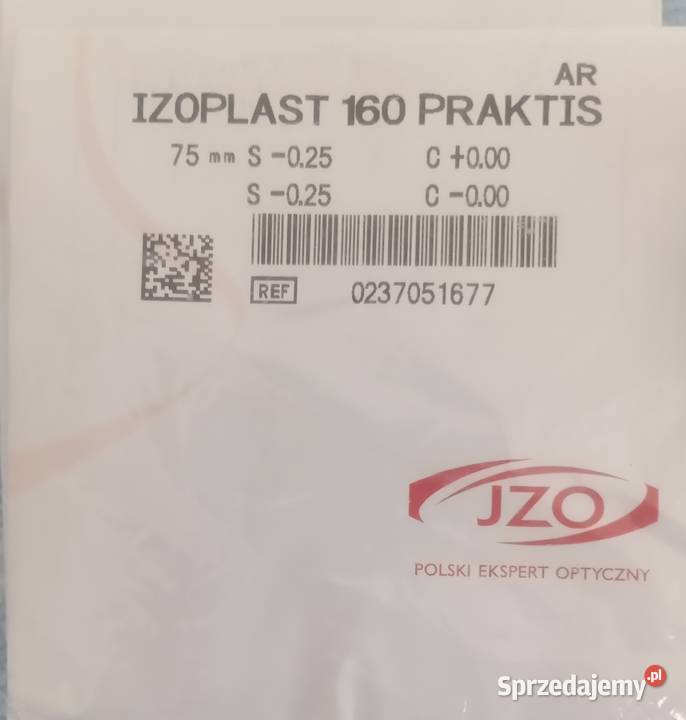 AR
IZOPLAST 160 PRAKTIS
75 mm S -0.25 C +0.00
S -0.25 C -0.00
REF 0237051677
JZO
POLSKI EKSPERT OPTYCZNY
Sprzedajemy.pl